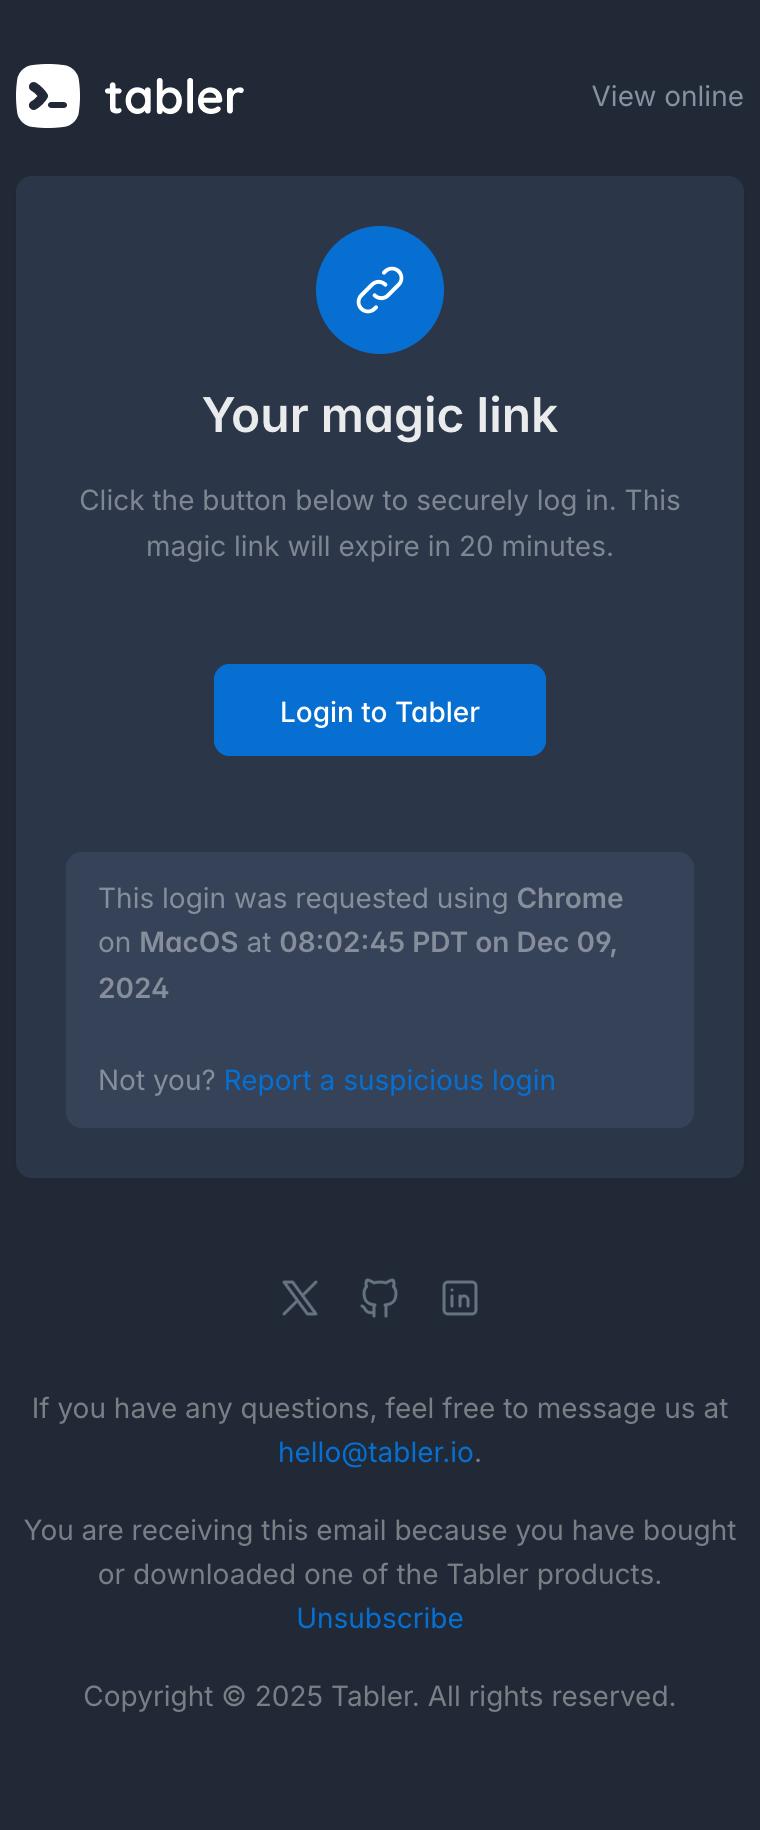 tabler
View online
Your magic link
Click the button below to securely log in. This
magic link will expire in 20 minutes.
Login to Tabler
This login was requested using Chrome
on MacOS at 08:02:45 PDT on Dec 09,
2024
Not you? Report a suspicious login
in
If you have any questions, feel free to message us at
hello@tabler.io.
You are receiving this email because you have bought
or downloaded one of the Tabler products.
Unsubscribe
Copyright © 2025 Tabler. All rights reserved.